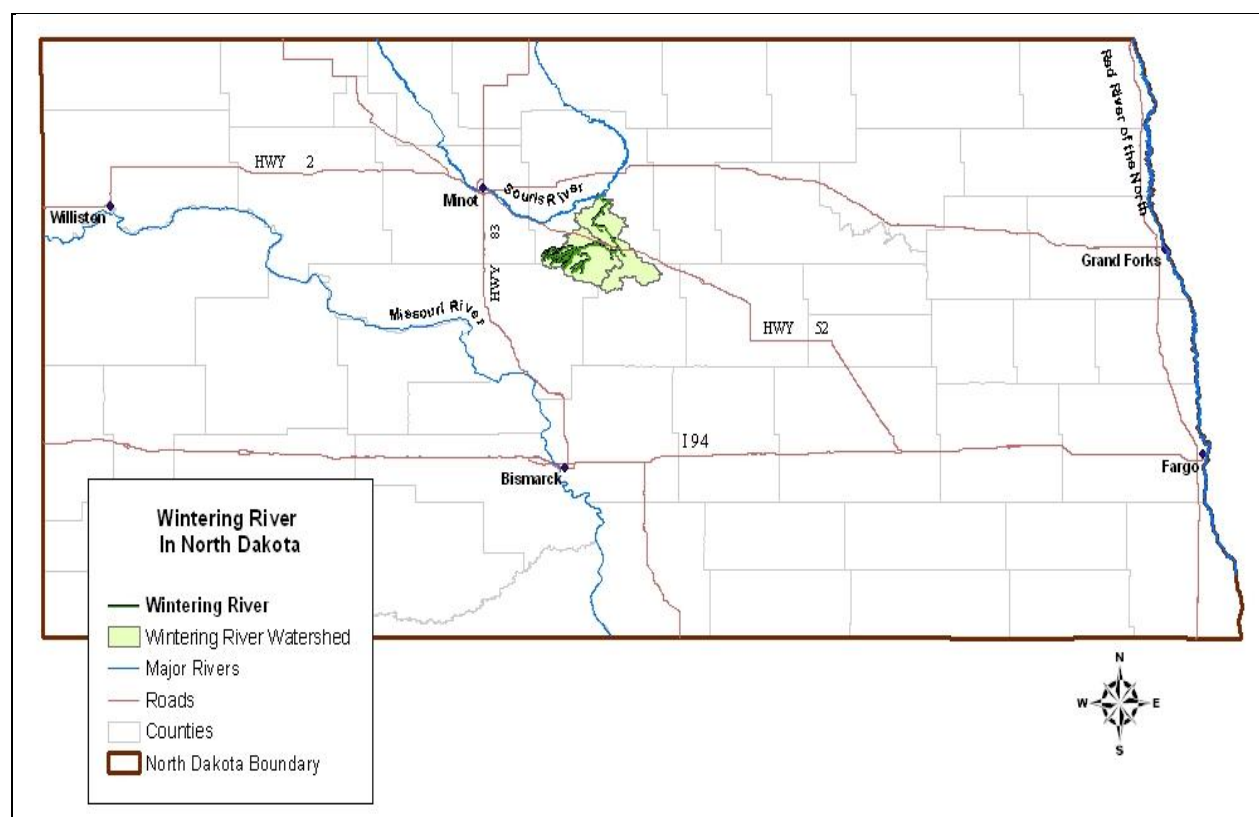 Red River of the North
HWY 2
Minot
Souris River
Williston
HWY 83
Grand Forks
Missouri River
HWY 52
I 94
Bismarck
Fargo
Wintering River
In North Dakota
Wintering River
Wintering River Watershed
Major Rivers
Roads
Counties
North Dakota Boundary
N
W
E
S